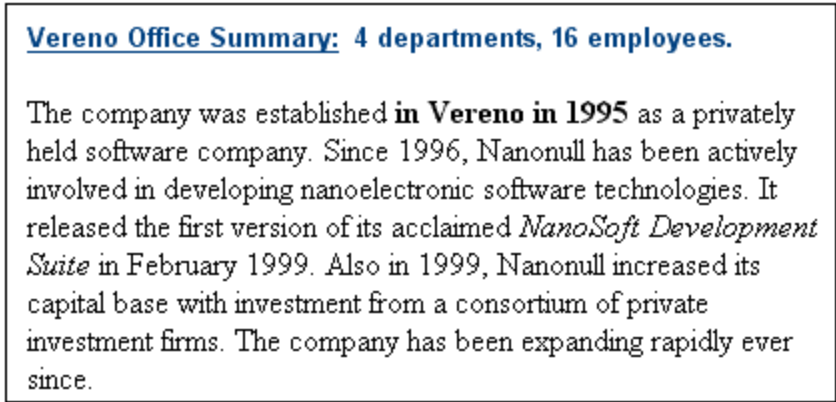 Vereno Office Summary: 4 departments, 16 employees.
The company was established in Vereno in 1995 as a privately
held software company. Since 1996, Nanonull has been actively
involved in developing nanoelectronic software technologies. It
released the first version of its acclaimed NanoSoft Development
Suite in February 1999. Also in 1999, Nanonull increased its
capital base with investment from a consortium of private
investment firms. The company has been expanding rapidly ever
since.